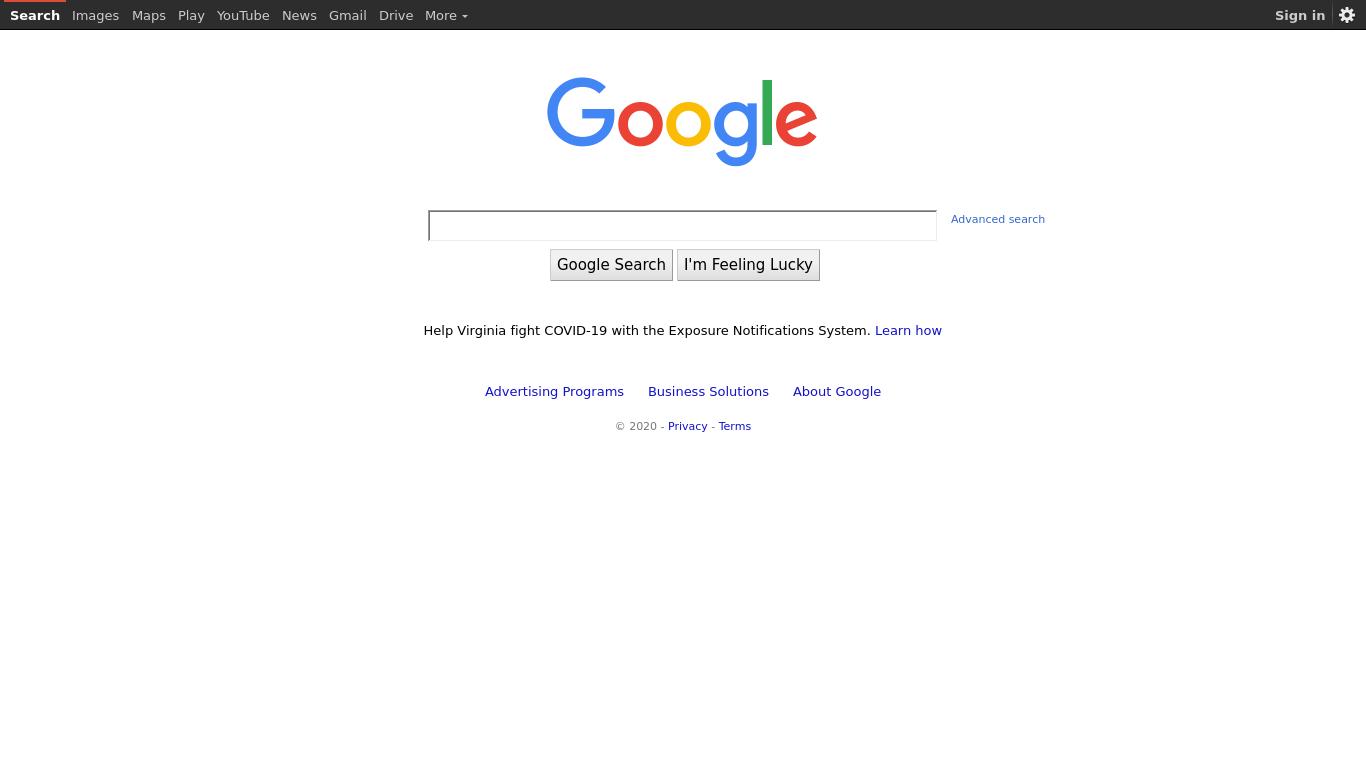 Search Images Maps Play YouTube News Gmail Drive More Sign in
Google
Advanced search
Google Search I'm Feeling Lucky
Help Virginia fight COVID-19 with the Exposure Notifications System. Learn how
Advertising Programs Business Solutions About Google
© 2020 - Privacy - Terms